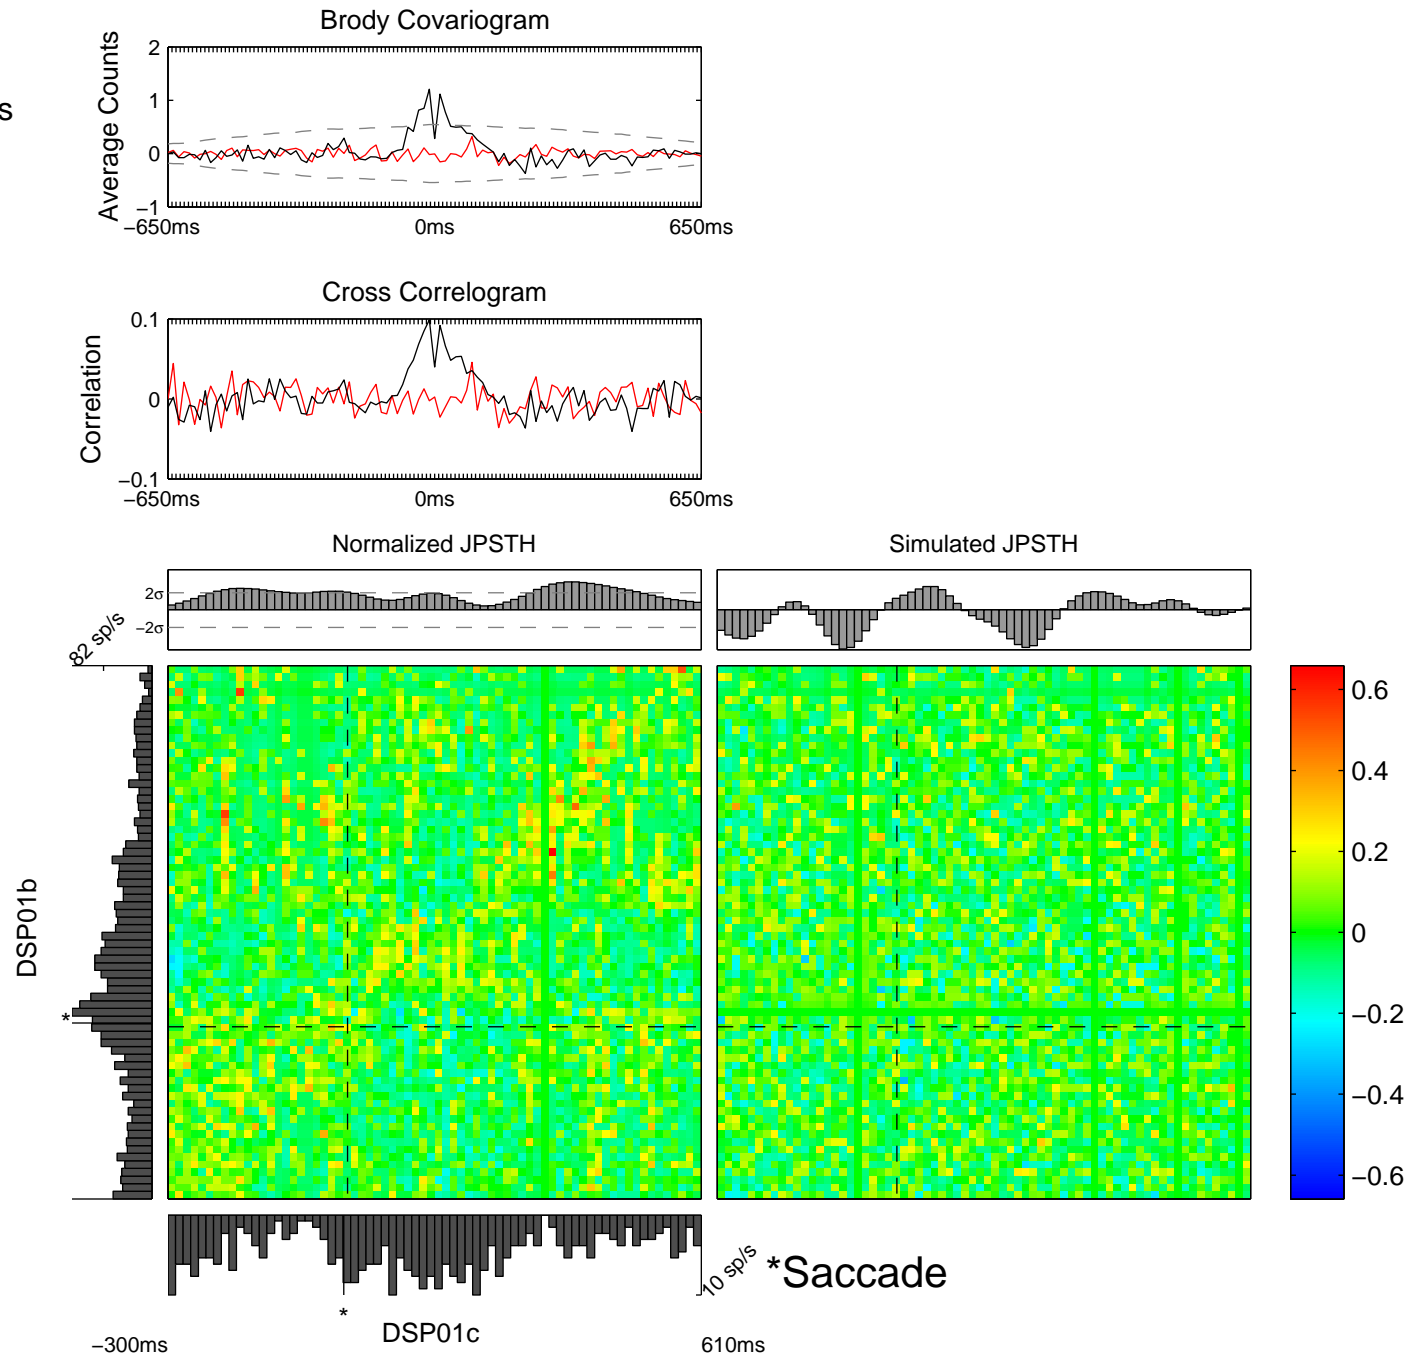 Brody Covariogram
s
Average Counts
2
1
0
−1
−650ms
0ms
650ms
Cross Correlogram
Correlation
0.1
0
−0.1
−650ms
0ms
650ms
Normalized JPSTH
Simulated JPSTH
2σ
−2σ
82 sp/s
DSP01b
*
0.6
0.4
0.2
0
−0.2
−0.4
−0.6
10 sp/s
*Saccade
*
DSP01c
−300ms
610ms